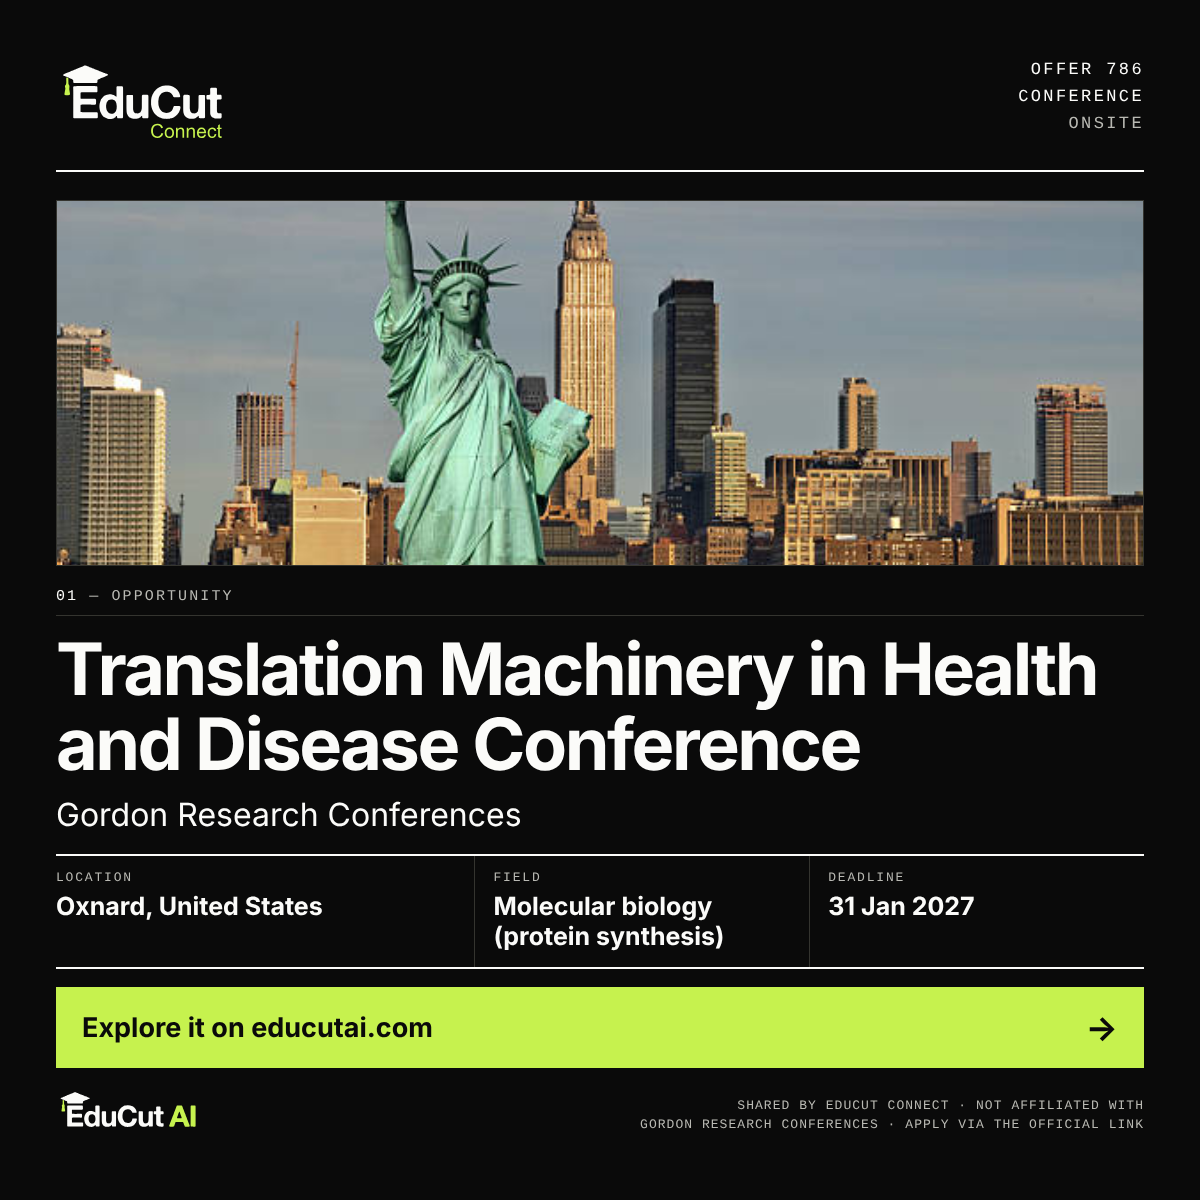 EduCut
Connect
OFFER 786
CONFERENCE
ONSITE
01 — OPPORTUNITY
Translation Machinery in Health
and Disease Conference
Gordon Research Conferences
LOCATION
Oxnard, United States
FIELD
Molecular biology
(protein synthesis)
DEADLINE
31 Jan 2027
Explore it on educutai.com →
EduCut AI
SHARED BY EDUCUT CONNECT · NOT AFFILIATED WITH
GORDON RESEARCH CONFERENCES · APPLY VIA THE OFFICIAL LINK